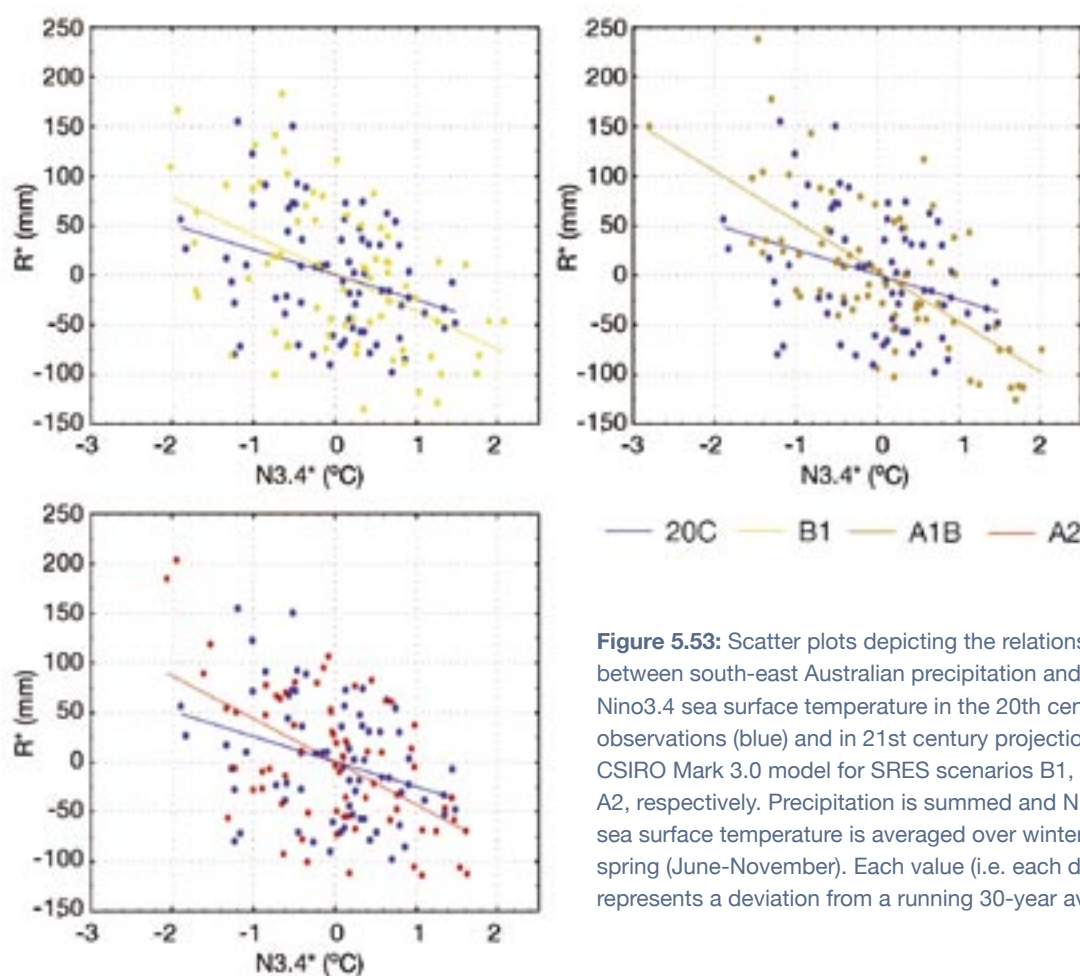 250
200
150
100
50
0
-50
-100
-150
R* (mm)
-3 -2 -1 0 1 2
N3.4* (ºC)
250
200
150
100
50
0
-50
-100
-150
R* (mm)
-3 -2 -1 0 1 2
N3.4* (ºC)
250
200
150
100
50
0
-50
-100
-150
R* (mm)
-3 -2 -1 0 1 2
N3.4* (ºC)
20C B1 A1B A2
Figure 5.53: Scatter plots depicting the relations
between south-east Australian precipitation and
Nino3.4 sea surface temperature in the 20th cen
observations (blue) and in 21st century projectio
CSIRO Mark 3.0 model for SRES scenarios B1,
A2, respectively. Precipitation is summed and N
sea surface temperature is averaged over winter
spring (June-November). Each value (i.e. each d
represents a deviation from a running 30-year av